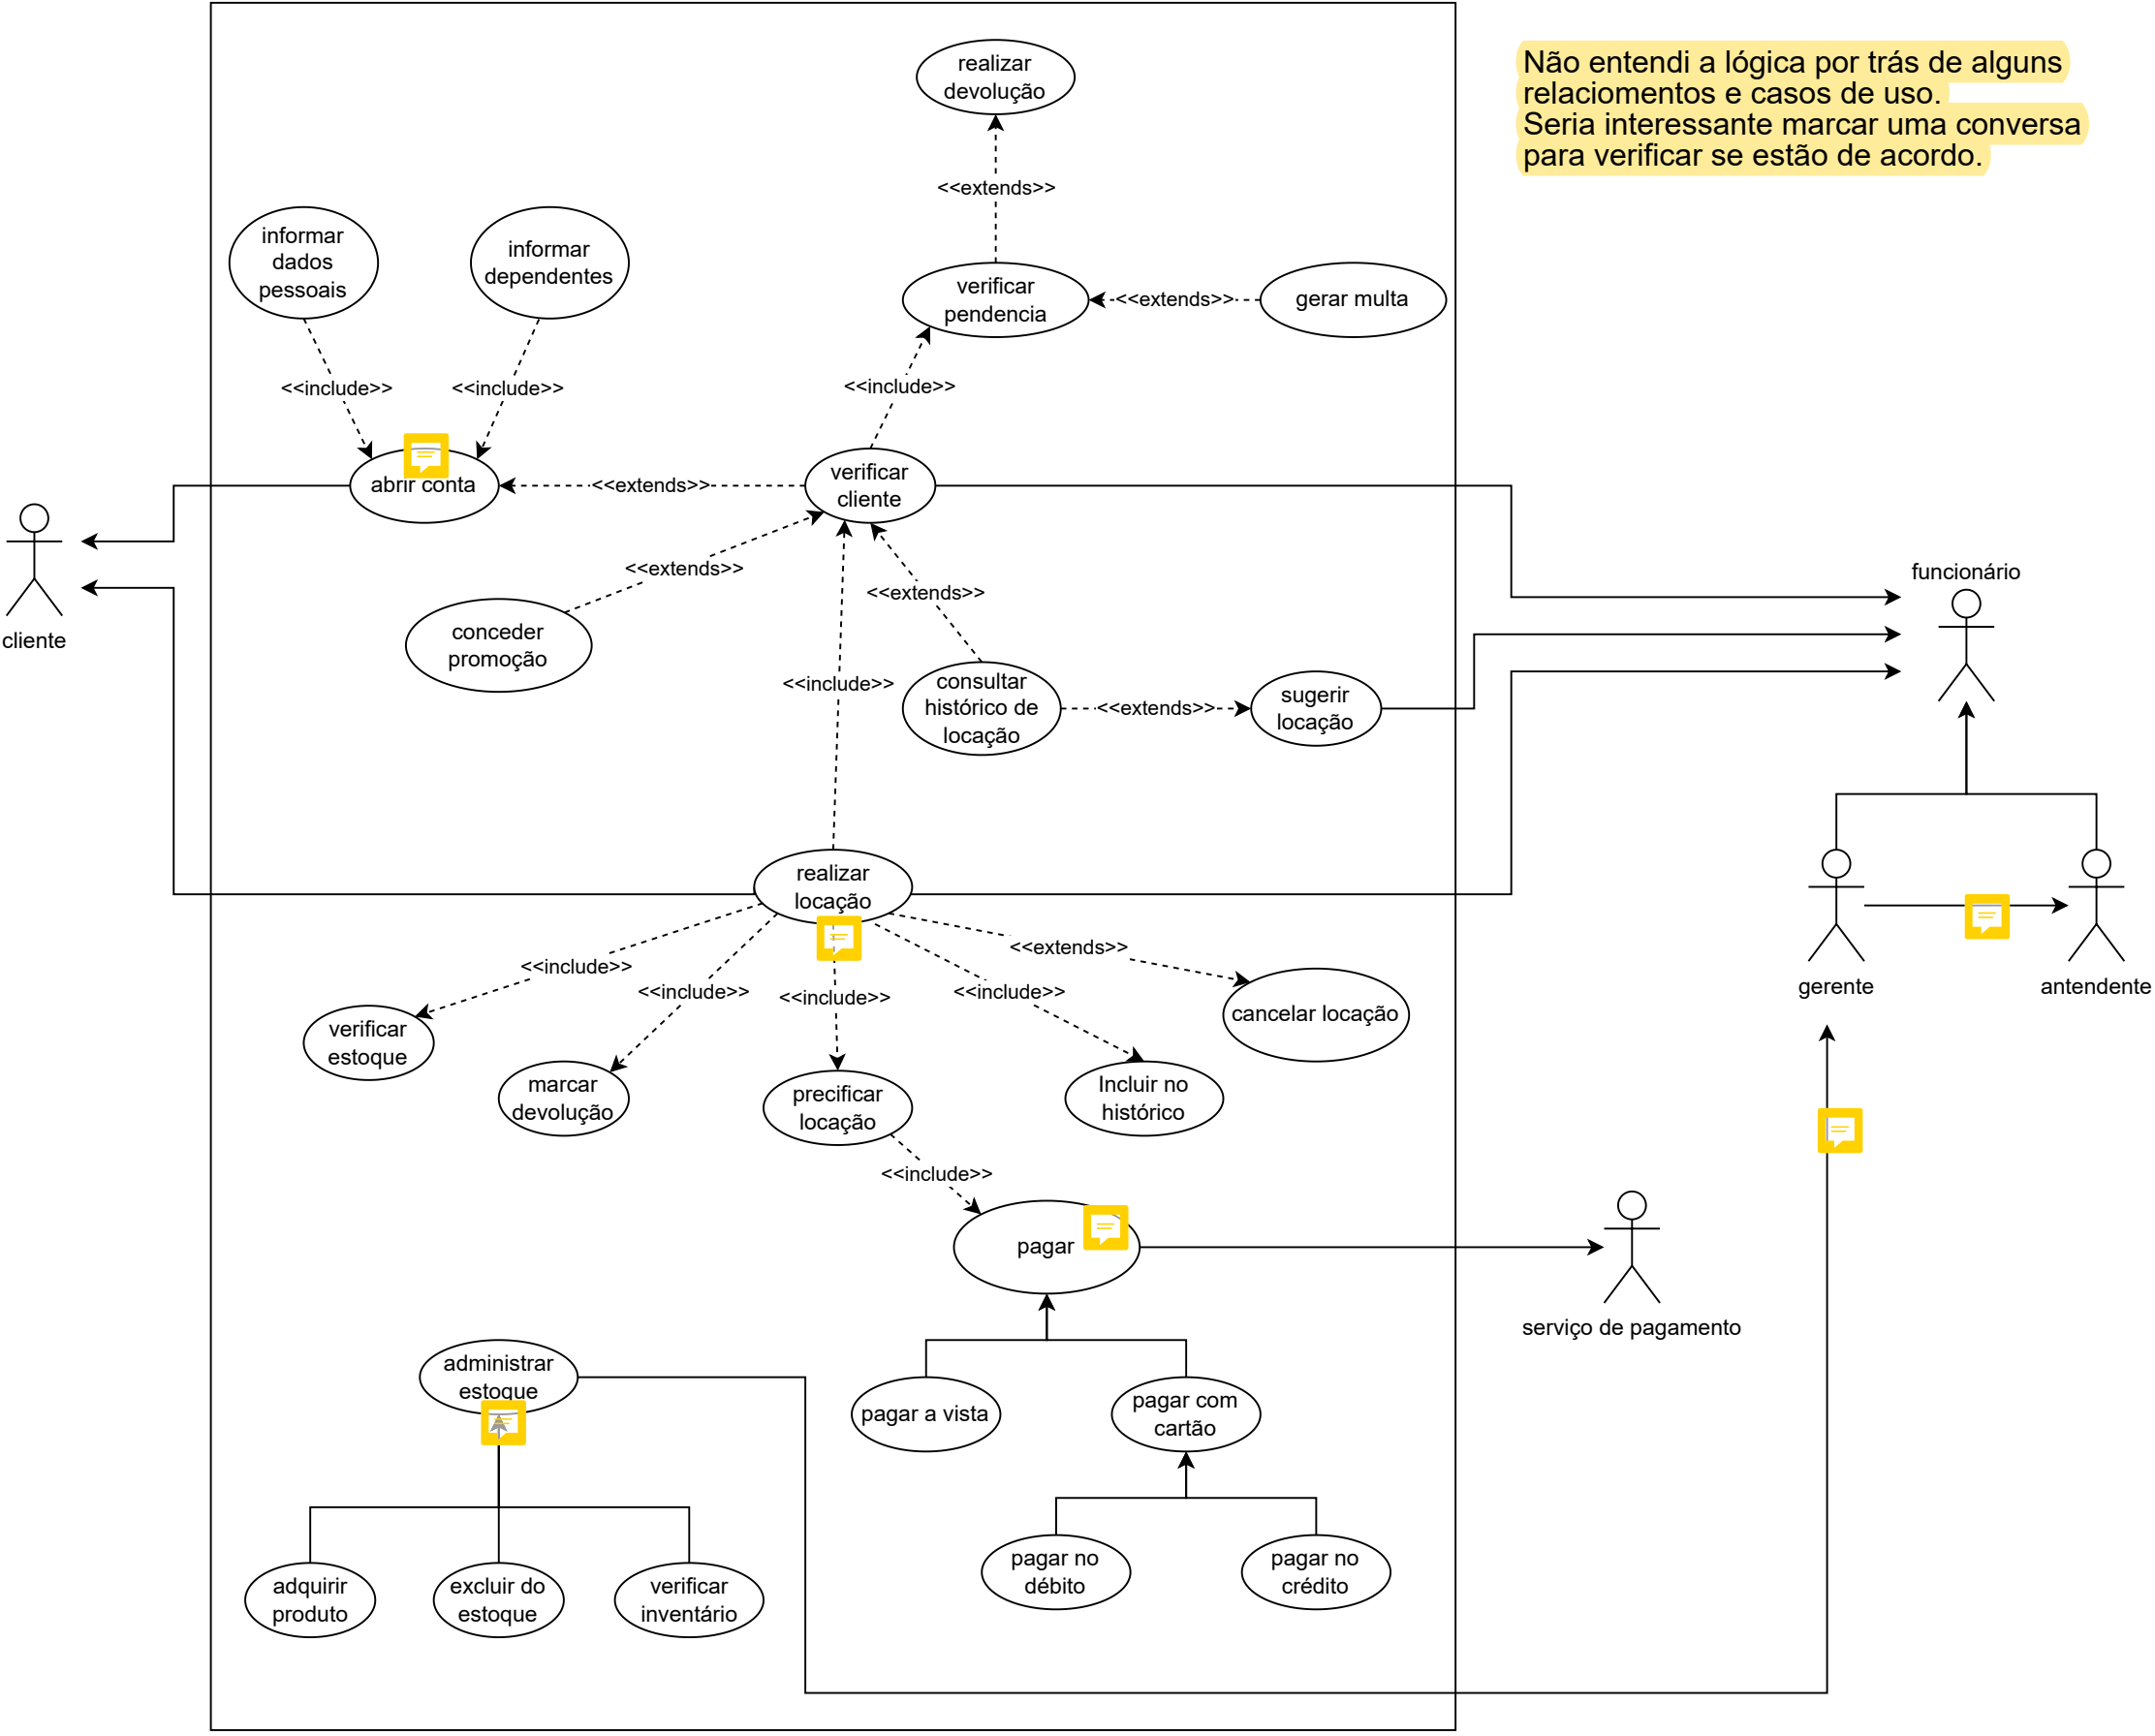 realizar
devolução
Não entendi a lógica por trás de alguns
relaciomentos e casos de uso.
Seria interessante marcar uma conversa
para verificar se estão de acordo.
<<extends>>
informar
dados
pessoais
informar
dependentes
verificar
pendencia
<<extends>>
gerar multa
<<include>>
<<include>>
<<include>>
abrir conta
<<extends>>
verificar
cliente
cliente
<<extends>>
<<extends>>
funcionário
conceder
promoção
<<include>>
consultar
histórico de
locação
<<extends>>
sugerir
locação
realizar
locação
<<include>>
<<include>>
<<include>>
<<include>>
<<extends>>
gerente
antendente
verificar
estoque
marcar
devolução
precificar
locação
Incluir no
histórico
cancelar locação
<<include>>
pagar
serviço de pagamento
administrar
estoque
pagar a vista
pagar com
cartão
adquirir
produto
excluir do
estoque
verificar
inventário
pagar no
débito
pagar no
crédito